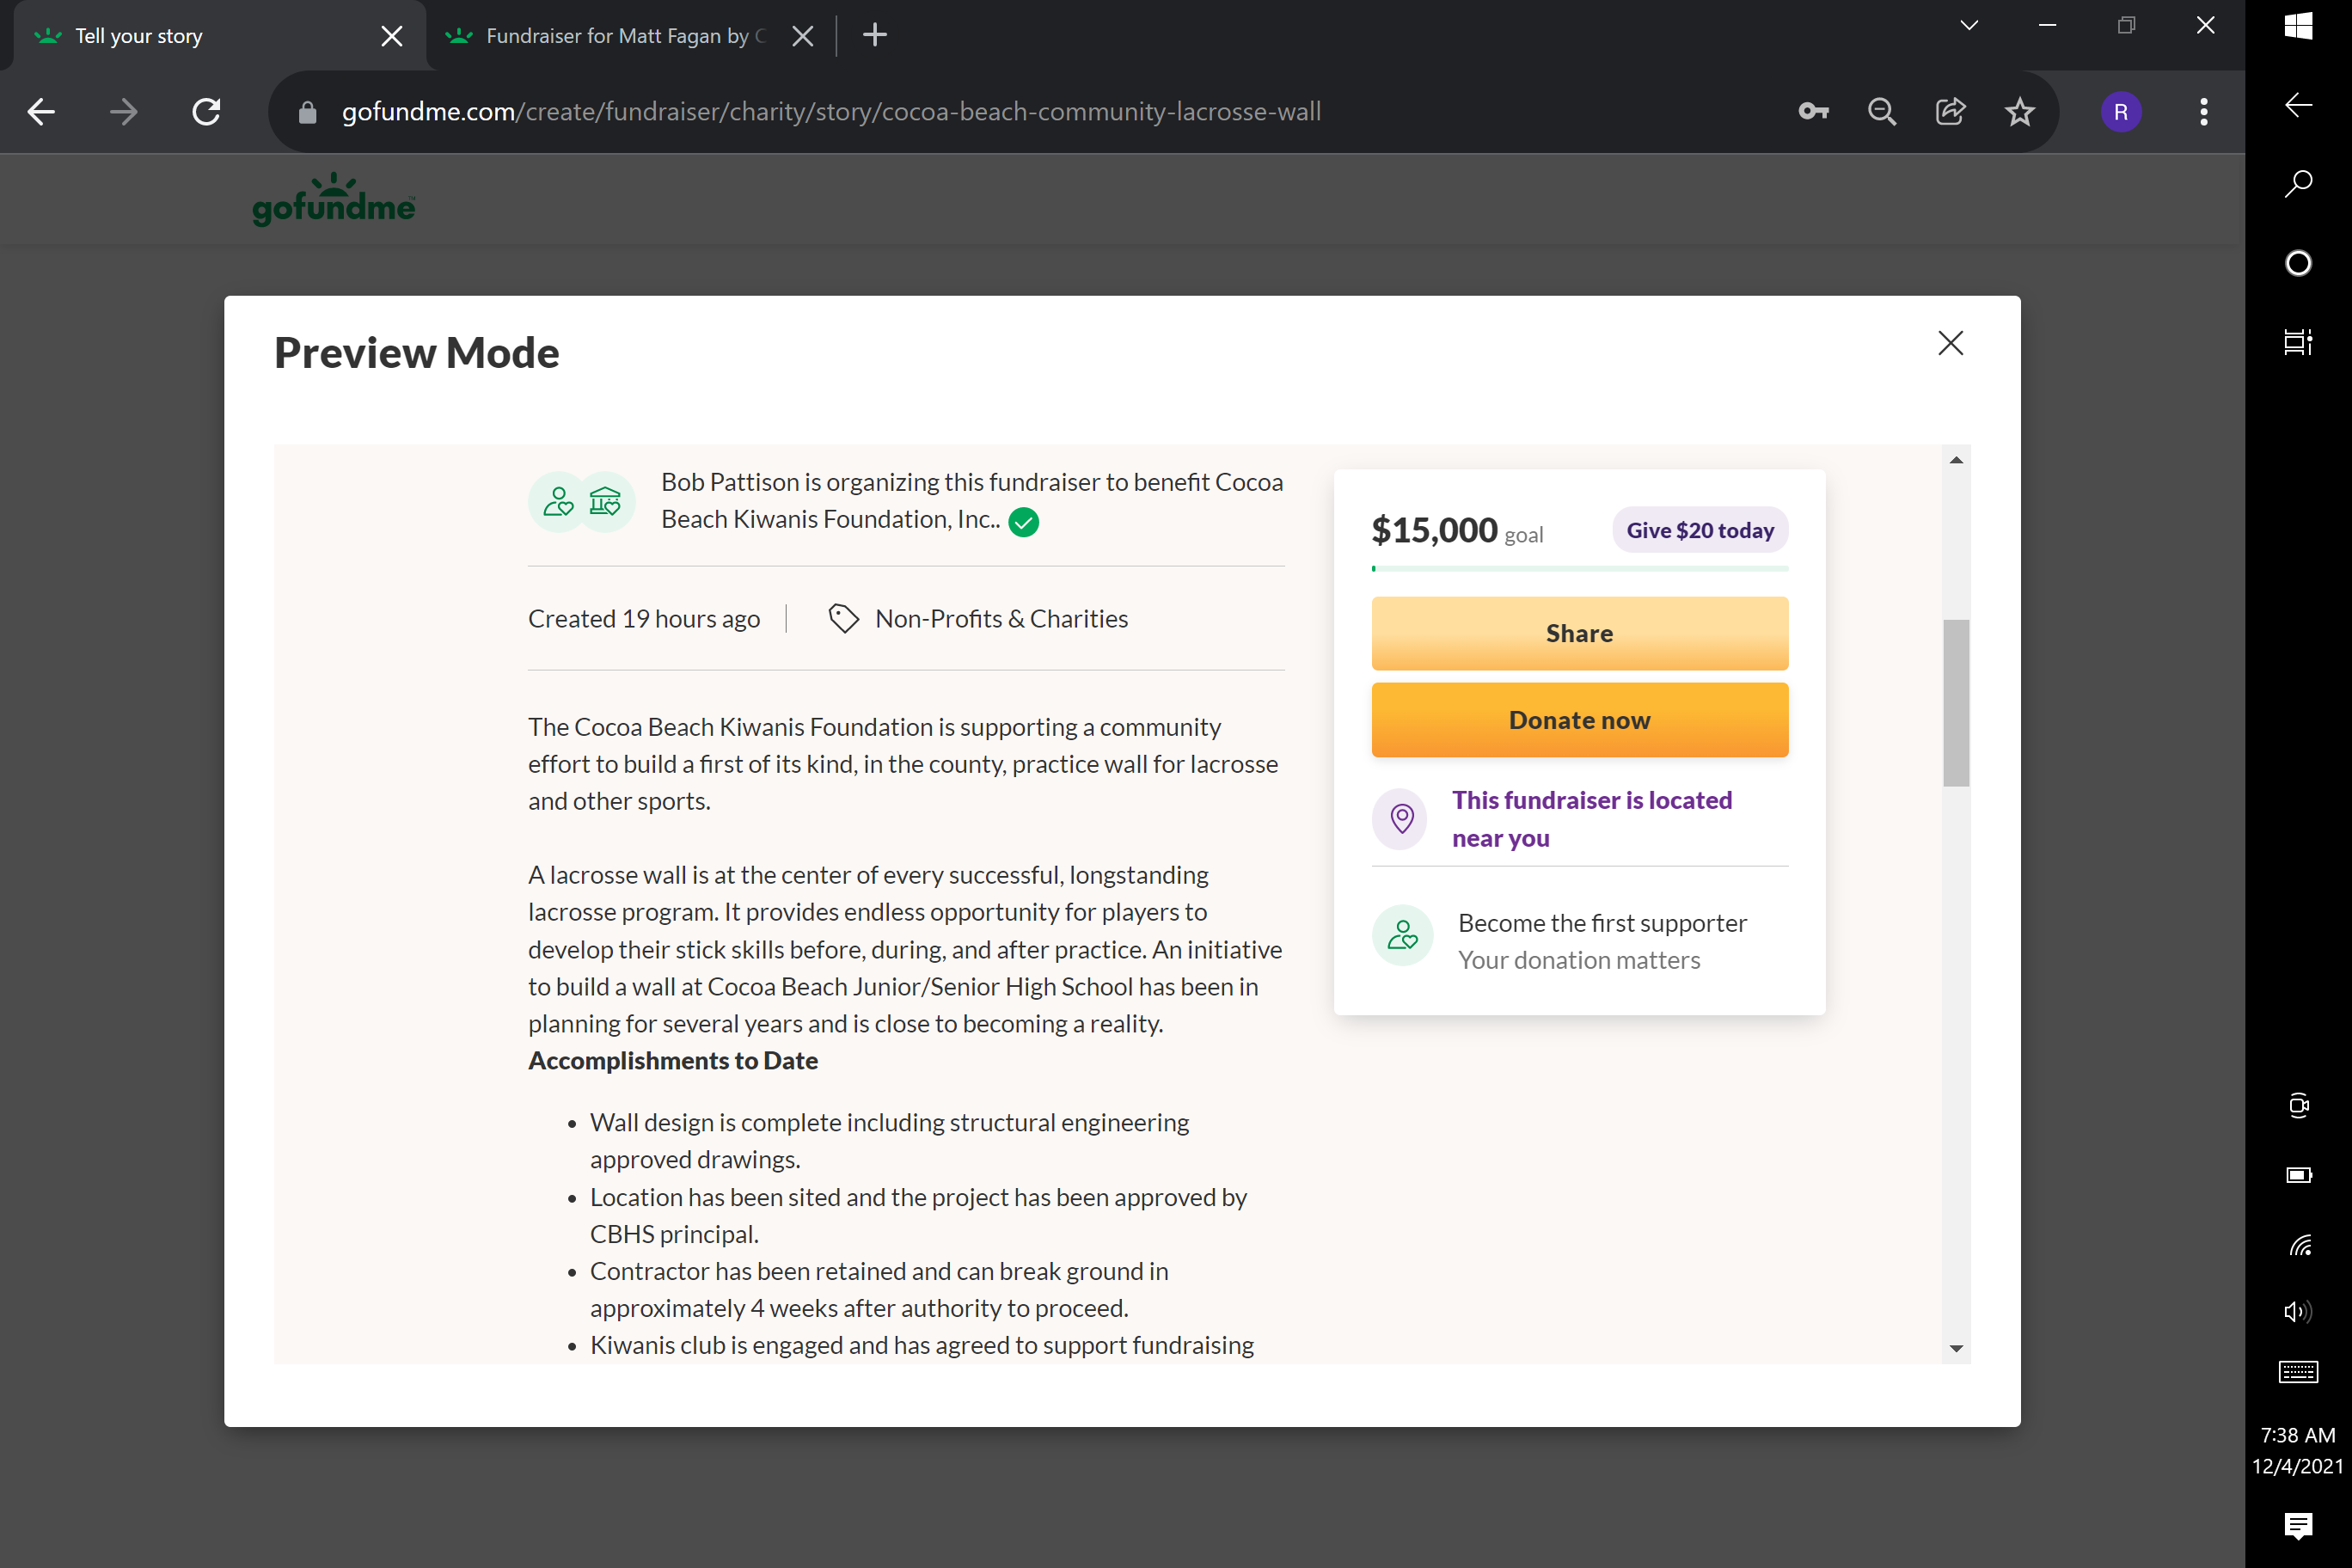 Tell your story
Fundraiser for Matt Fagan by C
gofundme.com/create/fundraiser/charity/story/cocoa-beach-community-lacrosse-wall
R
gofundme™
Preview Mode
Bob Pattison is organizing this fundraiser to benefit Cocoa
Beach Kiwanis Foundation, Inc..
Created 19 hours ago
Non-Profits & Charities
The Cocoa Beach Kiwanis Foundation is supporting a community
effort to build a first of its kind, in the county, practice wall for lacrosse
and other sports.
A lacrosse wall is at the center of every successful, longstanding
lacrosse program. It provides endless opportunity for players to
develop their stick skills before, during, and after practice. An initiative
to build a wall at Cocoa Beach Junior/Senior High School has been in
planning for several years and is close to becoming a reality.
Accomplishments to Date
• Wall design is complete including structural engineering
approved drawings.
• Location has been sited and the project has been approved by
CBHS principal.
• Contractor has been retained and can break ground in
approximately 4 weeks after authority to proceed.
• Kiwanis club is engaged and has agreed to support fundraising
$15,000 goal
Give $20 today
Share
Donate now
This fundraiser is located
near you
Become the first supporter
Your donation matters
7:38 AM
12/4/2021